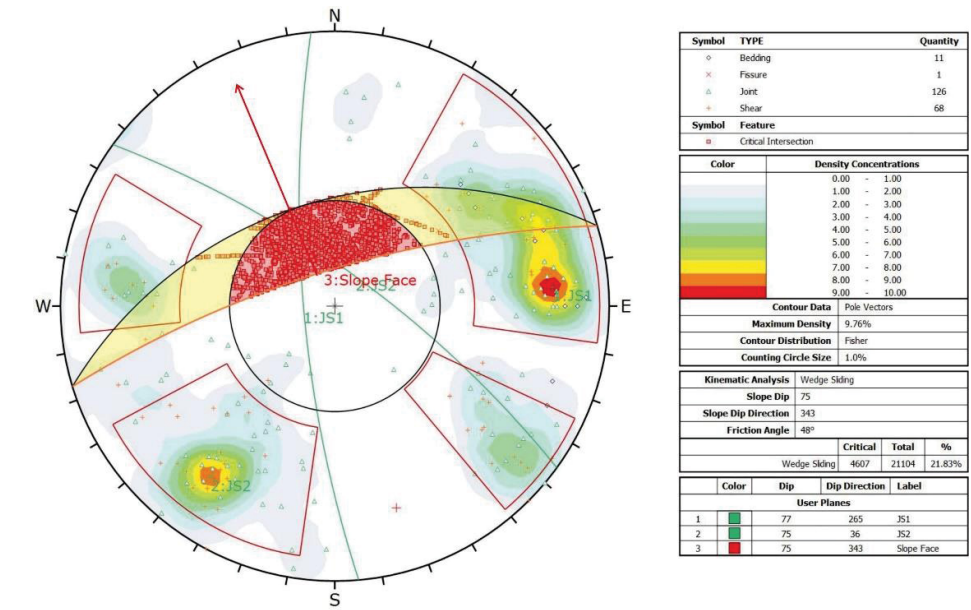 N
W
E
S
3:Slope Face
2:JS2
1:JS1
1:JS1
2:JS2
Symbol TYPE Quantity
Bedding 11
Fissure 1
Joint 126
Shear 68
Symbol Feature
Critical Intersection
Color Density Concentrations
0.00 - 1.00
1.00 - 2.00
2.00 - 3.00
3.00 - 4.00
4.00 - 5.00
5.00 - 6.00
6.00 - 7.00
7.00 - 8.00
8.00 - 9.00
9.00 - 10.00
Contour Data Pole Vectors
Maximum Density 9.76%
Contour Distribution Fisher
Counting Circle Size 1.0%
Kinematic Analysis Wedge Sliding
Slope Dip 75
Slope Dip Direction 343
Friction Angle 48°
Critical Total %
Wedge Sliding 4607 21104 21.83%
Color Dip Dip Direction Label
User Planes
1 77 265 JS1
2 75 36 JS2
3 75 343 Slope Face